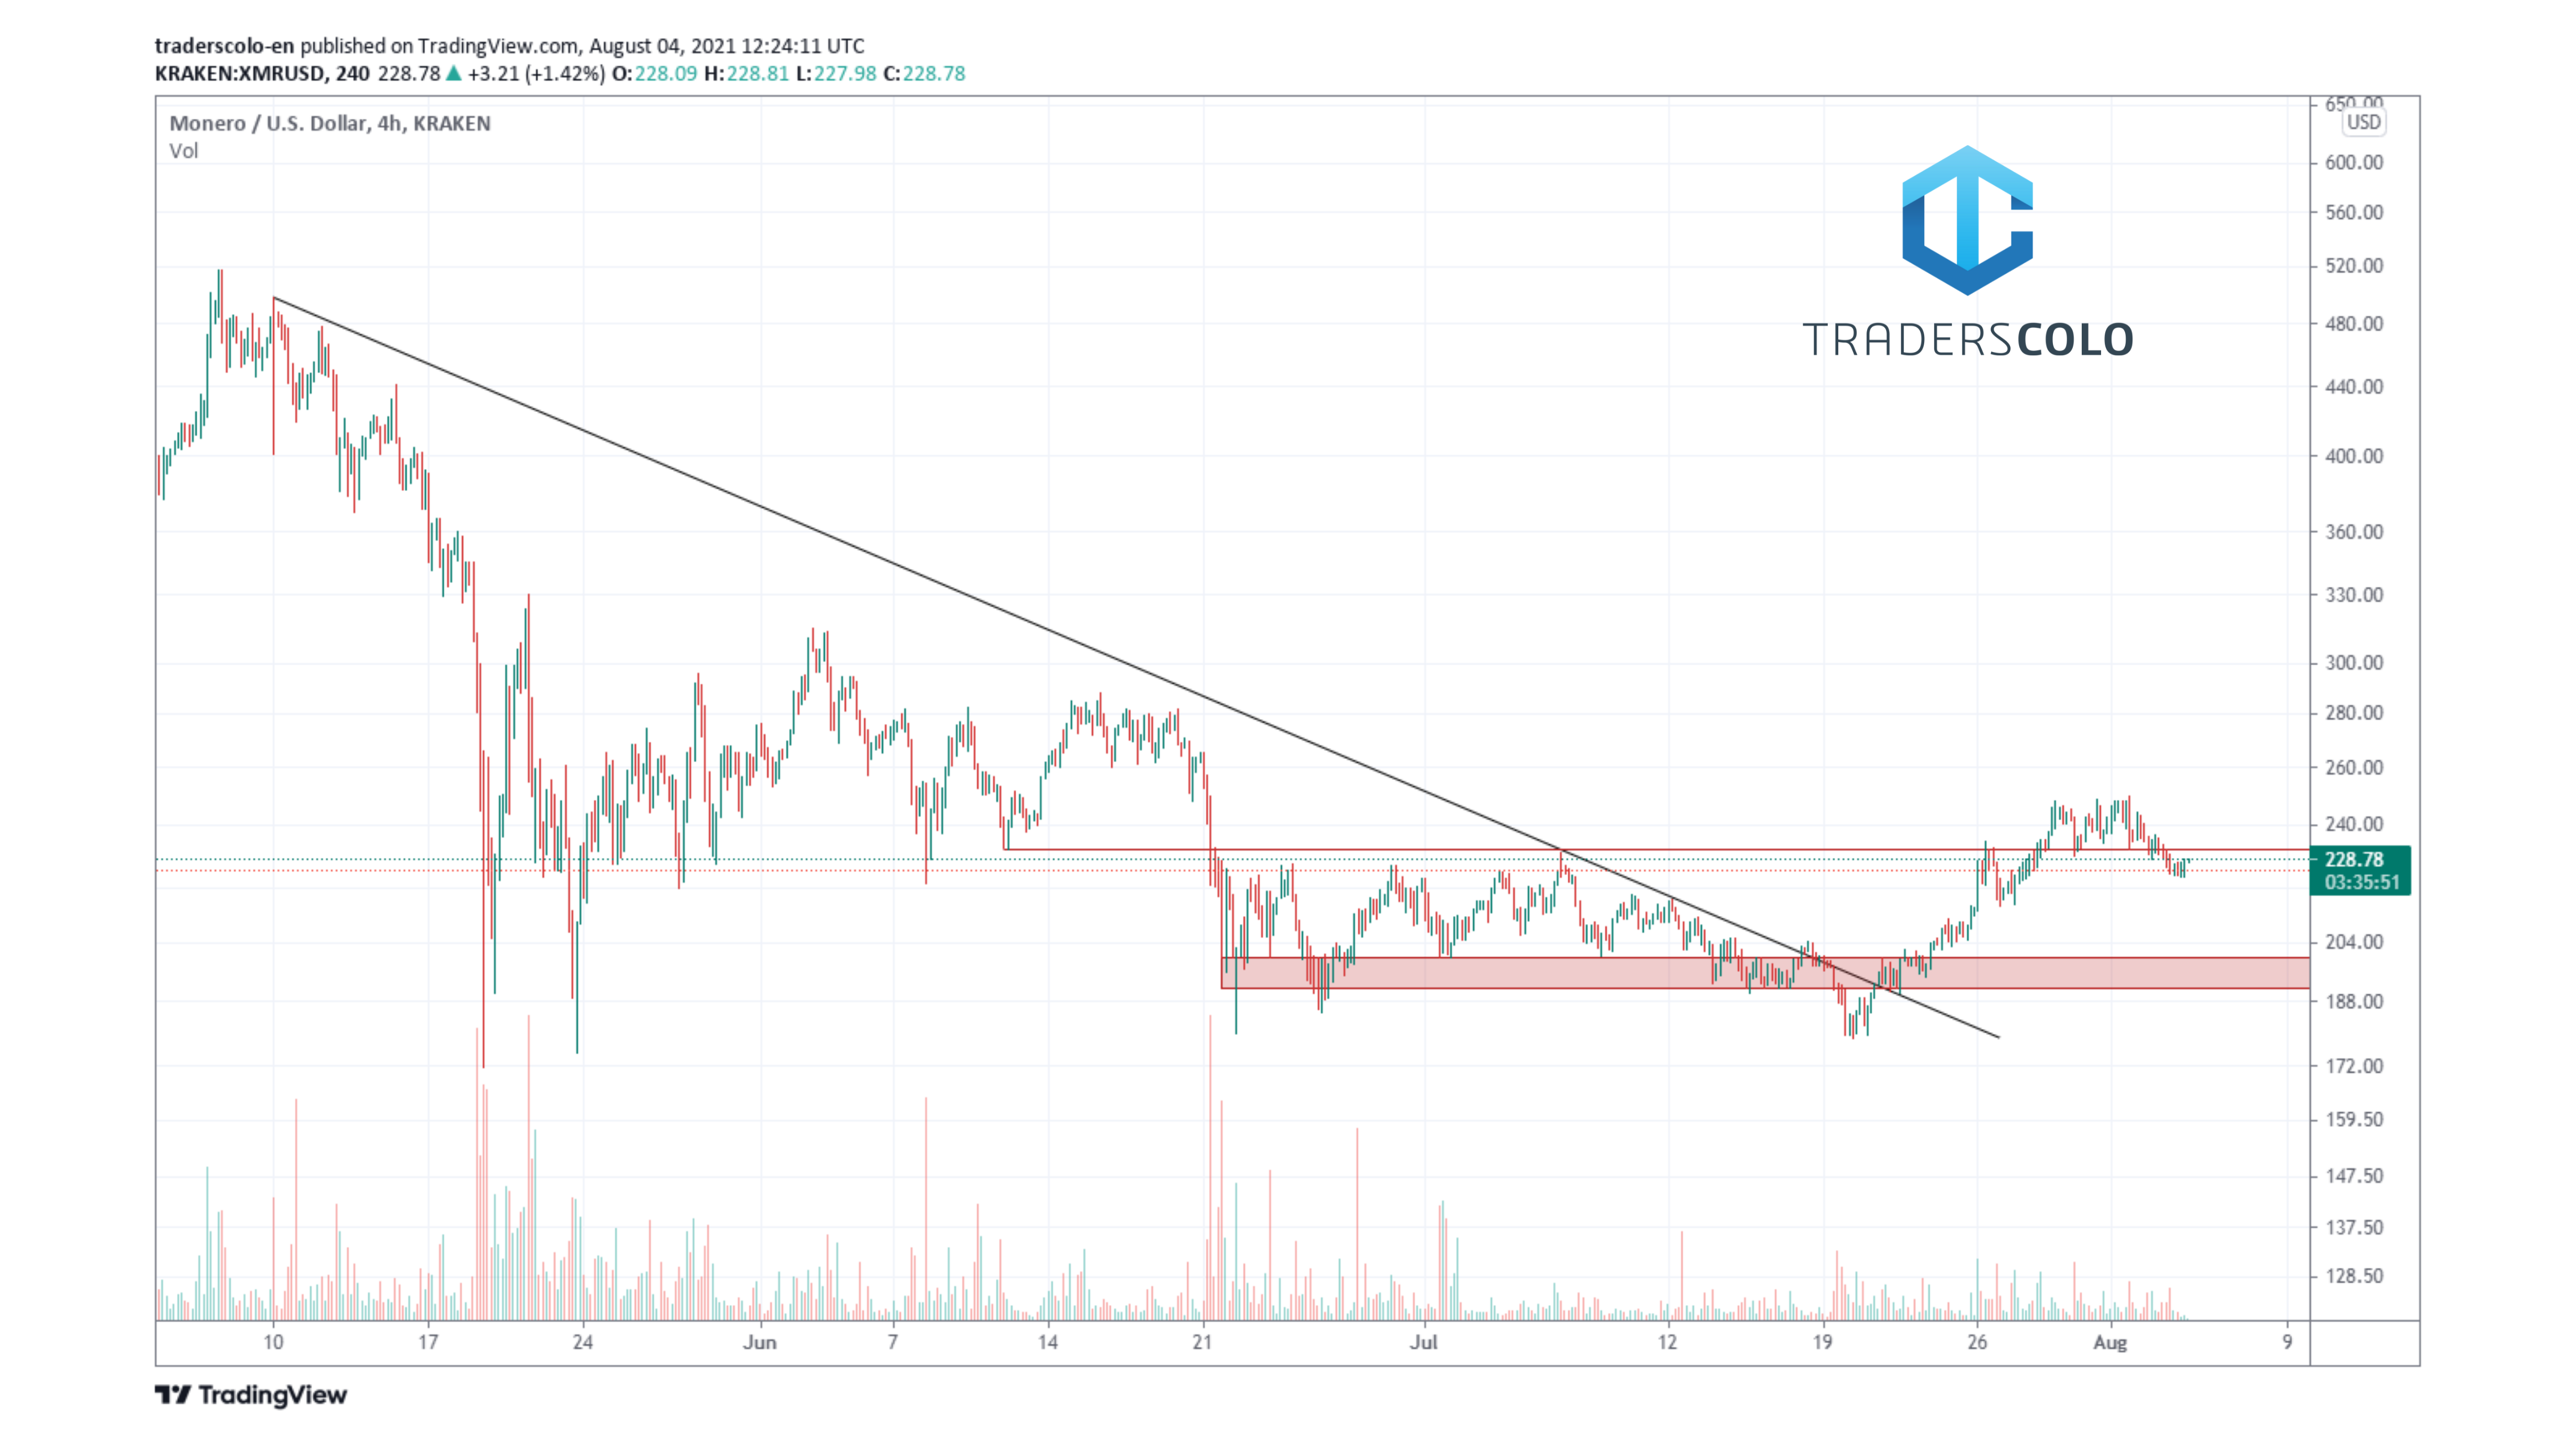 traderscolo-en published on TradingView.com, August 04, 2021 12:24:11 UTC
KRAKEN:XMRUSD, 240 228.78 ▲ +3.21 (+1.42%) O:228.09 H:228.81 L:227.98 C:228.78
Monero / U.S. Dollar, 4h, KRAKEN
Vol
TRADERSCOLO
650.00
USD
600.00
560.00
520.00
480.00
440.00
400.00
360.00
330.00
300.00
280.00
260.00
240.00
228.78
03:35:51
204.00
188.00
172.00
159.50
147.50
137.50
128.50
10 17 24 Jun 7 14 21 Jul 12 19 26 Aug 9
TradingView